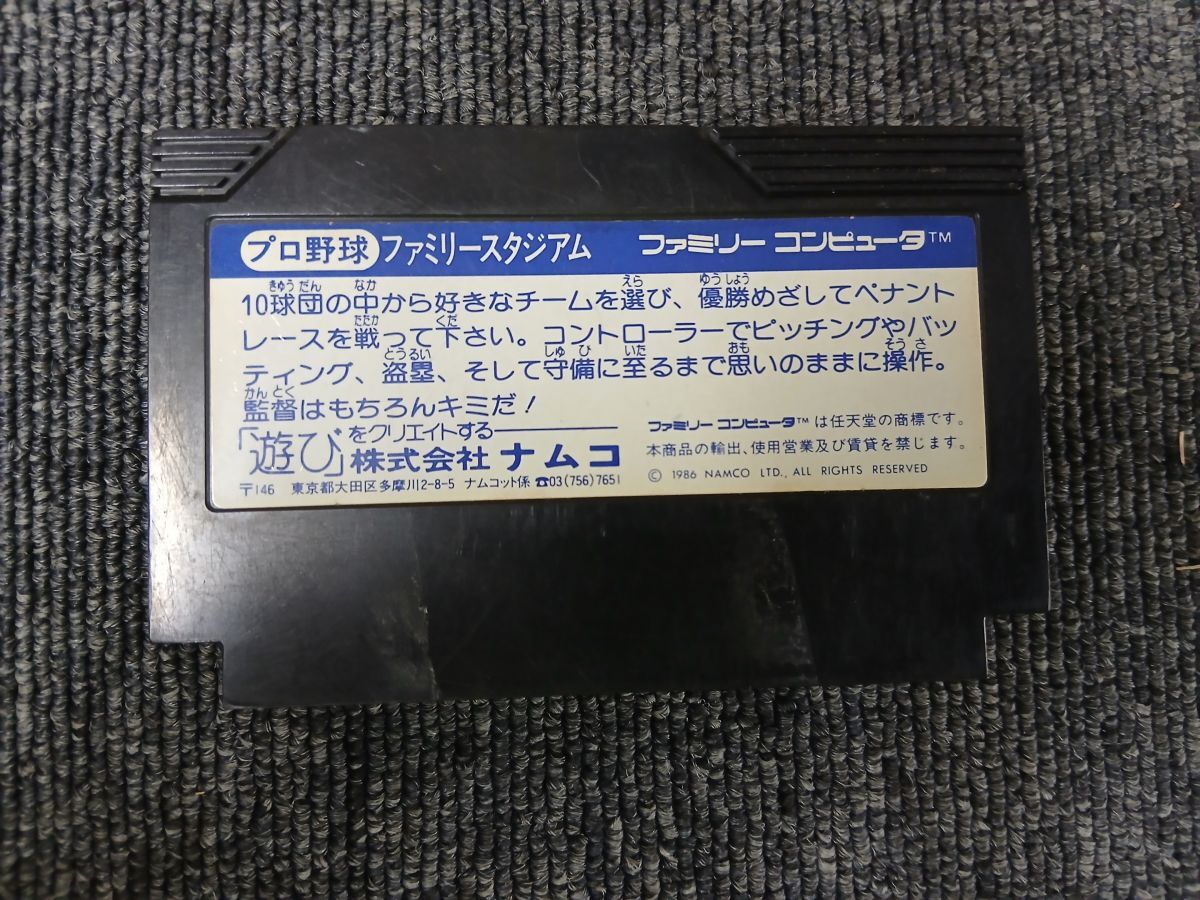 プロ野球 ファミリースタジアム ファミリー コンピュータ™
10球団の中から好きなチームを選び、優勝めざしてペナント
レースを戦って下さい。コントローラーでピッチングやバッ
ティング、盗塁、そして守備に至るまで思いのままに操作。
監督はもちろんキミだ!
「遊び」をクリエイトする
株式会社 ナムコ
〒146 東京都大田区多摩川2-8-5 ナムコット係 ☎03(756)7651
ファミリー コンピュータ™ は任天堂の商標です。
本商品の輸出、使用営業及び賃貸を禁じます。
© 1986 NAMCO LTD., ALL RIGHTS RESERVED